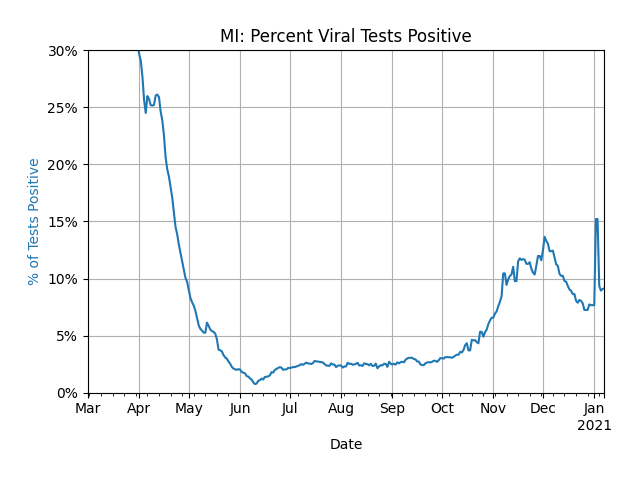 MI: Percent Viral Tests Positive
30%
25%
20%
15%
10%
5%
0%
% of Tests Positive
Mar Apr May Jun Jul Aug Sep Oct Nov Dec Jan
2021
Date